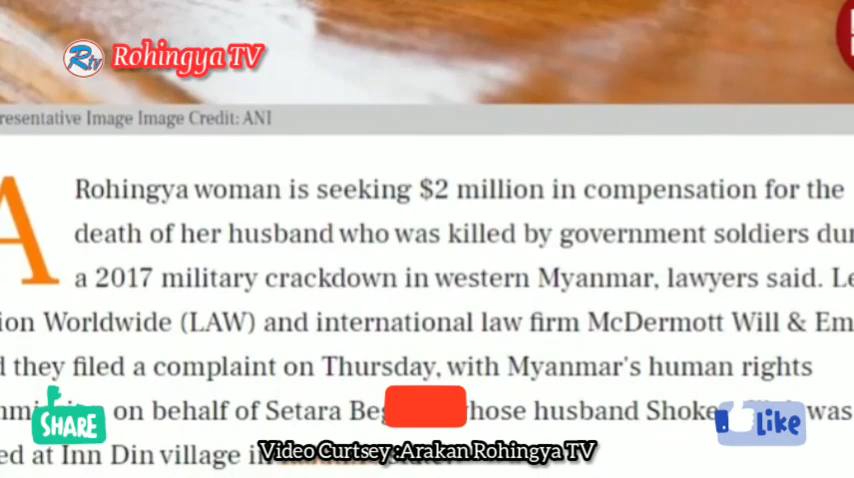 Rtv Rohingya TV
resentative Image Image Credit: ANI
A Rohingya woman is seeking $2 million in compensation for the
death of her husband who was killed by government soldiers dur
a 2017 military crackdown in western Myanmar, lawyers said. Le
ion Worldwide (LAW) and international law firm McDermott Will & Em
d they filed a complaint on Thursday, with Myanmar's human rights
on behalf of Setara Be hose husband Shoke was
SHARE
Like
ed at Inn Din village in
Video Curtsey :Arakan Rohingya TV